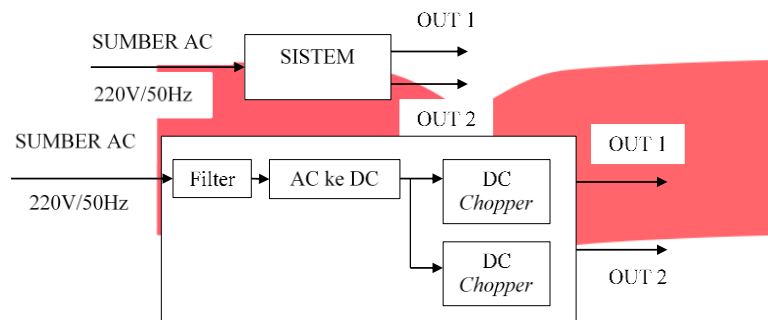 OUT 1
SUMBER AC
SISTEM
220V/50Hz
OUT 2
SUMBER AC
OUT 1
Filter
AC ke DC
DC
Chopper
220V/50Hz
DC
Chopper
OUT 2